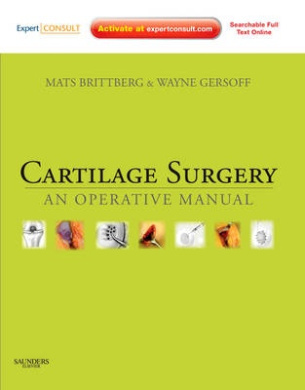 Expert CONSULT
Activate at expertconsult.com
Searchable Full
Text Online
MATS BRITTBERG & WAYNE GERSOFF
CARTILAGE SURGERY
AN OPERATIVE MANUAL
SAUNDERS
ELSEVIER